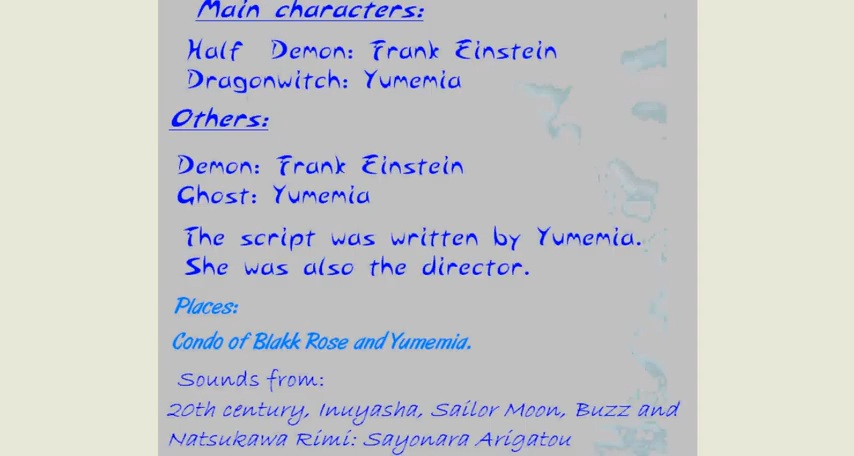 Main characters:
Half Demon: Frank Einstein
Dragonwitch: Yumemia
Others:
Demon: Frank Einstein
Ghost: Yumemia
The script was written by Yumemia.
She was also the director.
Places:
Condo of Blakk Rose and Yumemia.
Sounds from:
20th century, Inuyasha, Sailor Moon, Buzz and
Natsukawa Rimi: Sayonara Arigatou